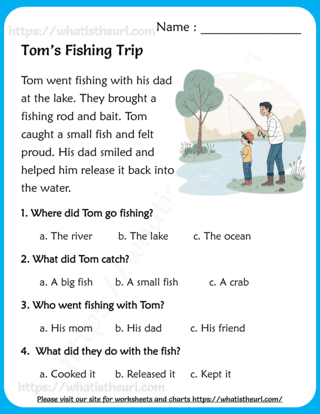 https://whatistheurl.com
Name : _______________
Tom's Fishing Trip
Tom went fishing with his dad
at the lake. They brought a
fishing rod and bait. Tom
caught a small fish and felt
proud. His dad smiled and
helped him release it back into
the water.
1. Where did Tom go fishing?
a. The river b. The lake c. The ocean
2. What did Tom catch?
a. A big fish b. A small fish c. A crab
3. Who went fishing with Tom?
a. His mom b. His dad c. His friend
4. What did they do with the fish?
a. Cooked it b. Released it c. Kept it
https://whatistheurl.com
Please visit our site for worksheets and charts https://whatistheurl.com/